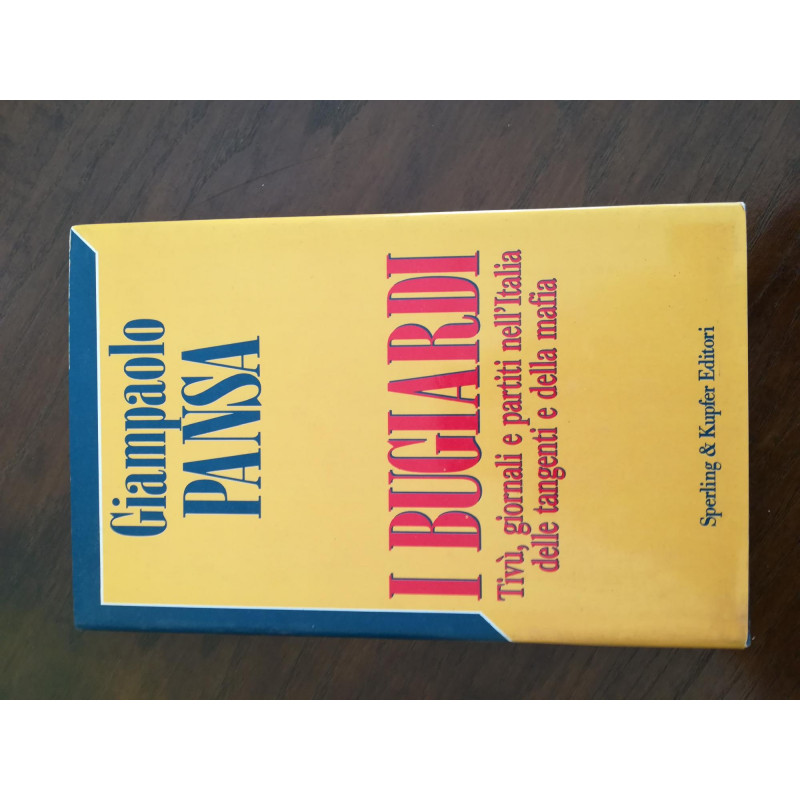 Giampaolo
PANSA
I BUGIARDI
Tivù, giornali e partiti nell'Italia
delle tangenti e della mafia
Sperling & Kupfer Editori